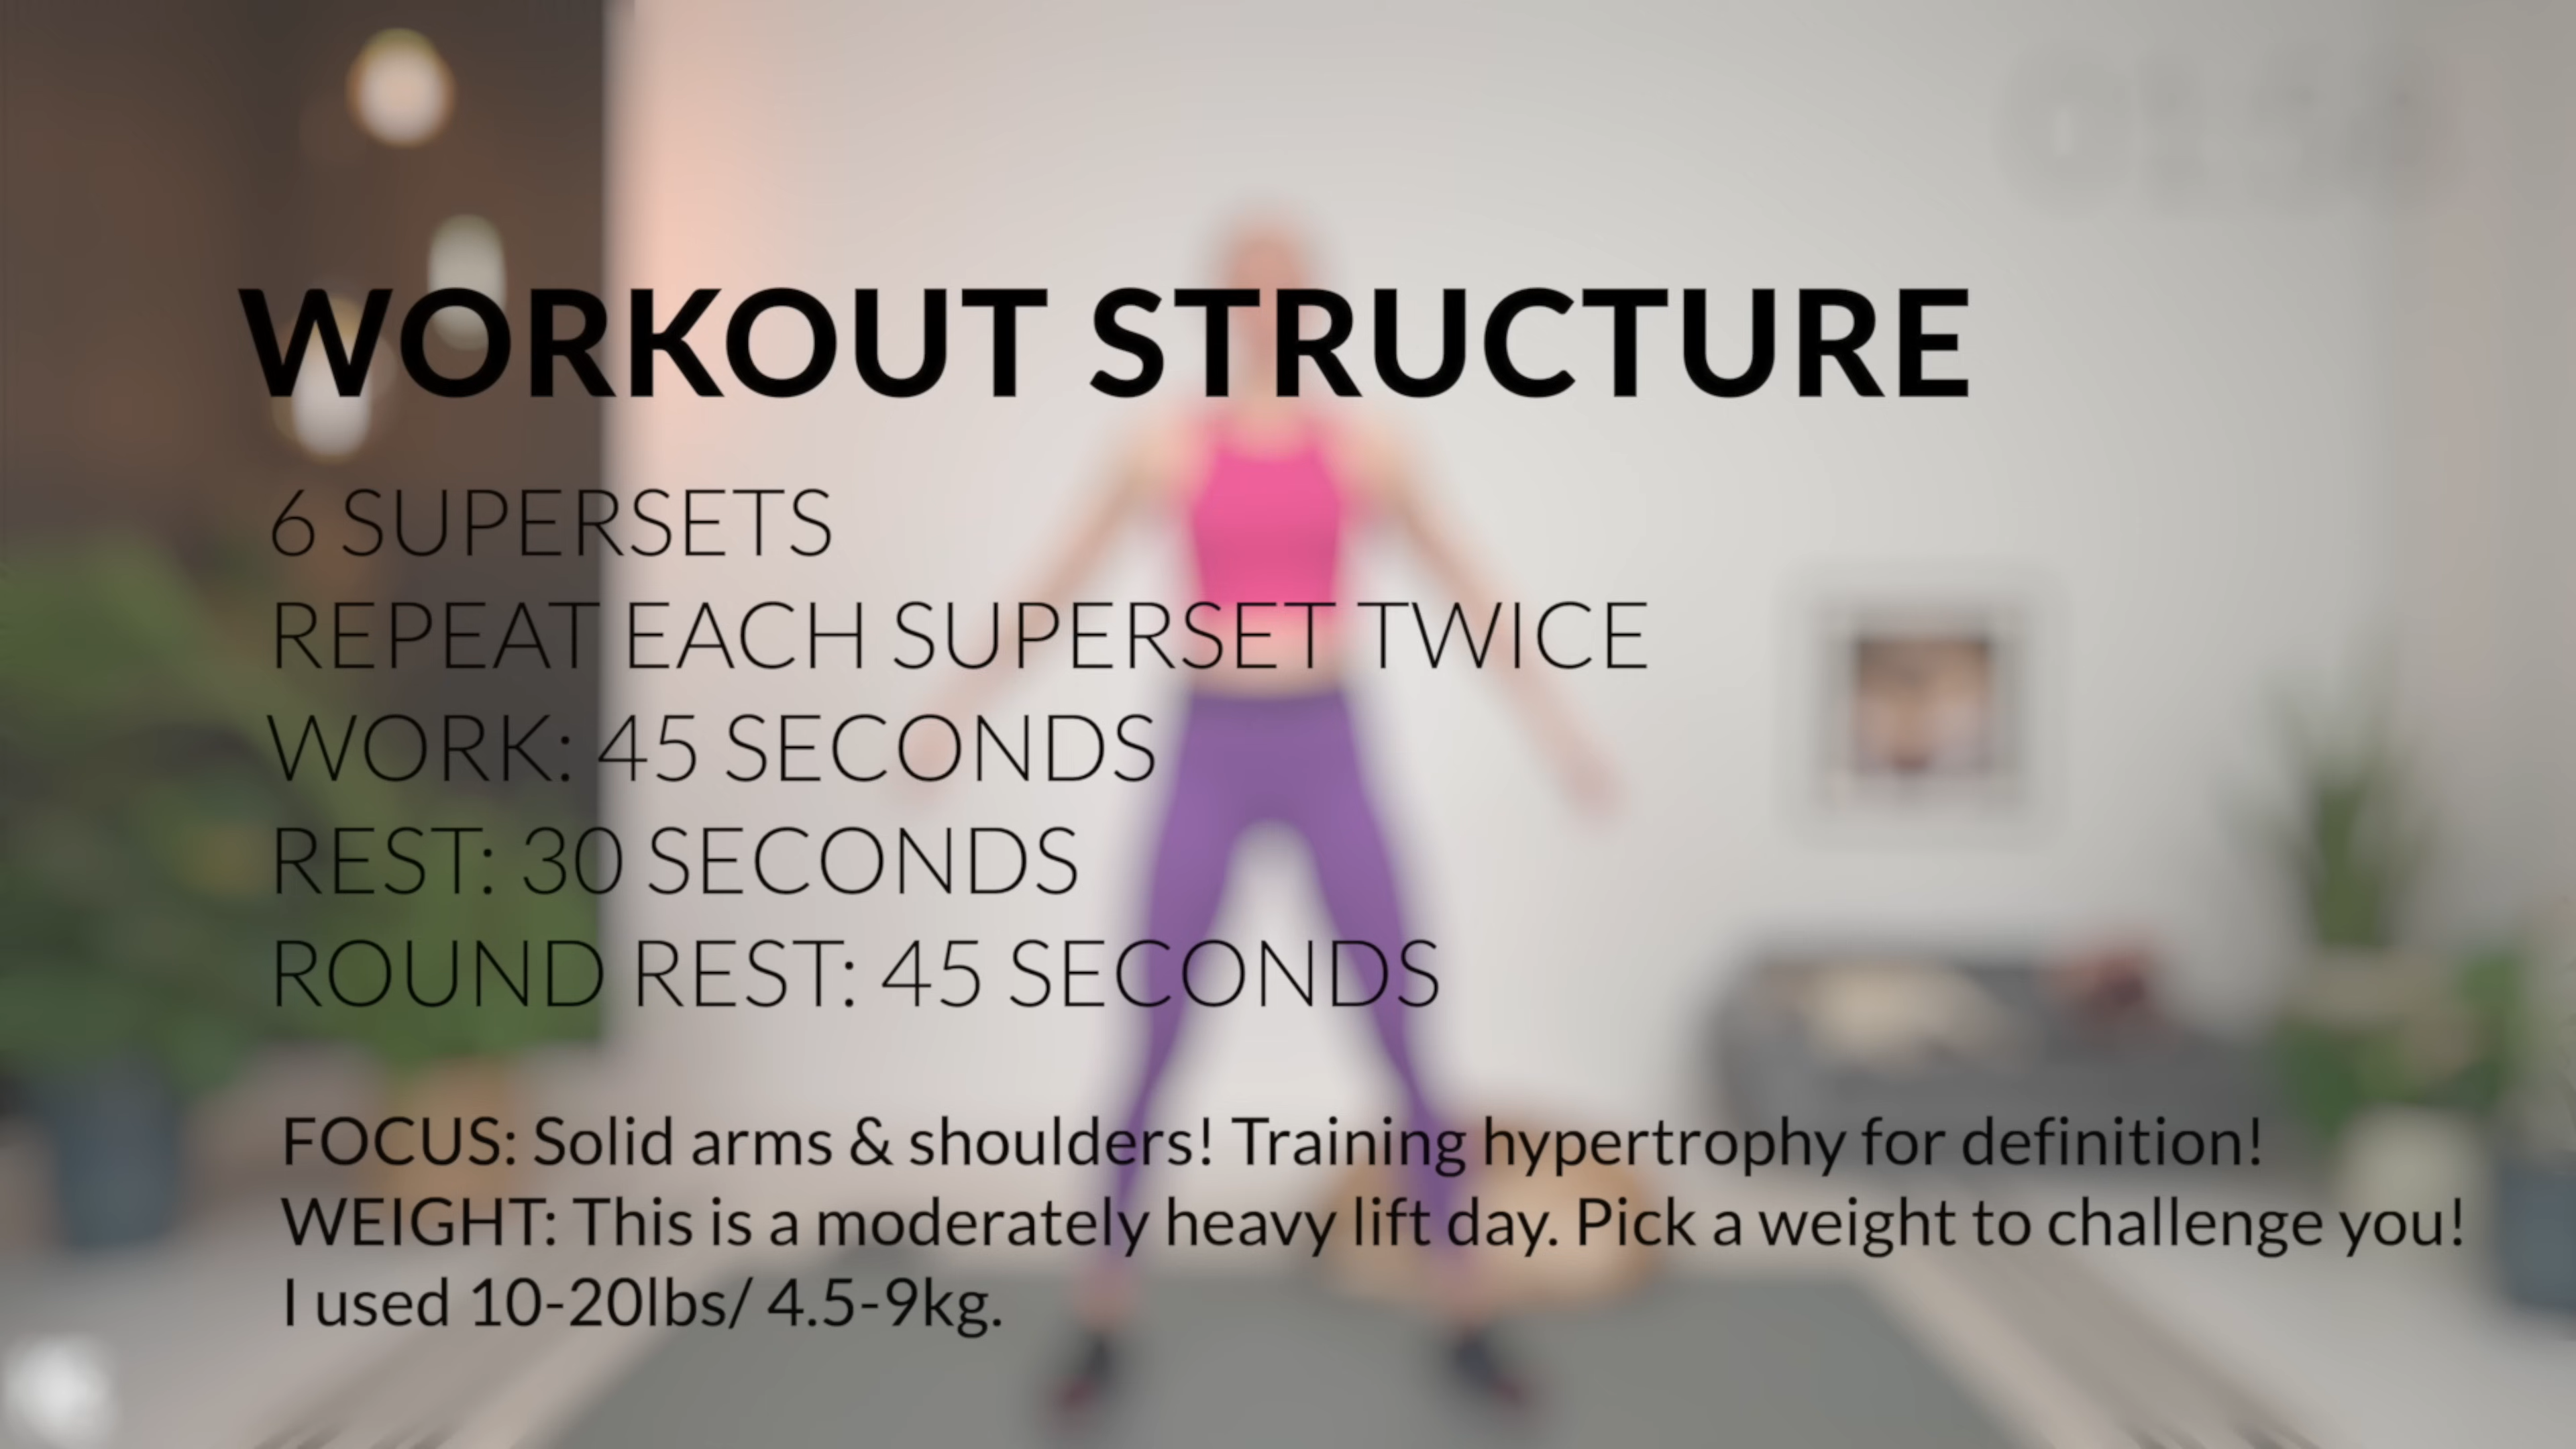 WORKOUT STRUCTURE
6 SUPERSETS
REPEAT EACH SUPERSET TWICE
WORK: 45 SECONDS
REST: 30 SECONDS
ROUND REST: 45 SECONDS
FOCUS: Solid arms & shoulders! Training hypertrophy for definition!
WEIGHT: This is a moderately heavy lift day. Pick a weight to challenge you!
I used 10-20lbs/ 4.5-9kg.